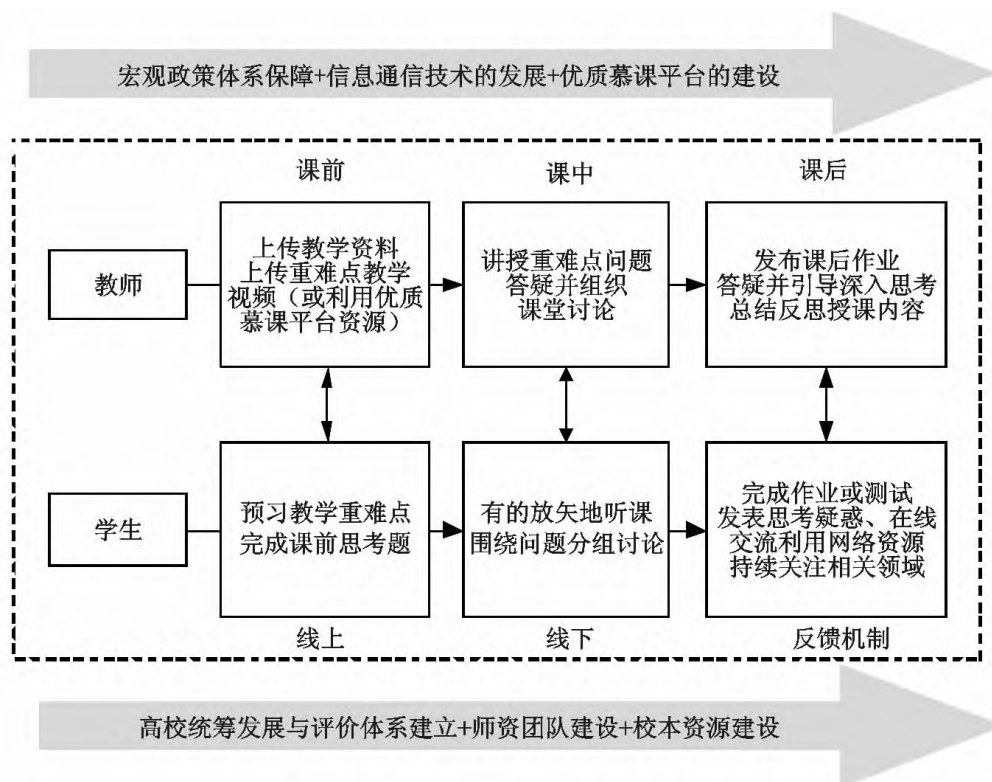 宏观政策体系保障+信息通信技术的发展+优质慕课平台的建设
课前
课中
课后
教师
上传教学资料
上传重难点教学
视频（或利用优质
慕课平台资源）
讲授重难点问题
答疑并组织
课堂讨论
发布课后作业
答疑并引导深入思考
总结反思授课内容
学生
预习教学重难点
完成课前思考题
有的放矢地听课
围绕问题分组讨论
完成作业或测试
发表思考疑惑、在线
交流利用网络资源
持续关注相关领域
线上
线下
反馈机制
高校统筹发展与评价体系建立+师资团队建设+校本资源建设